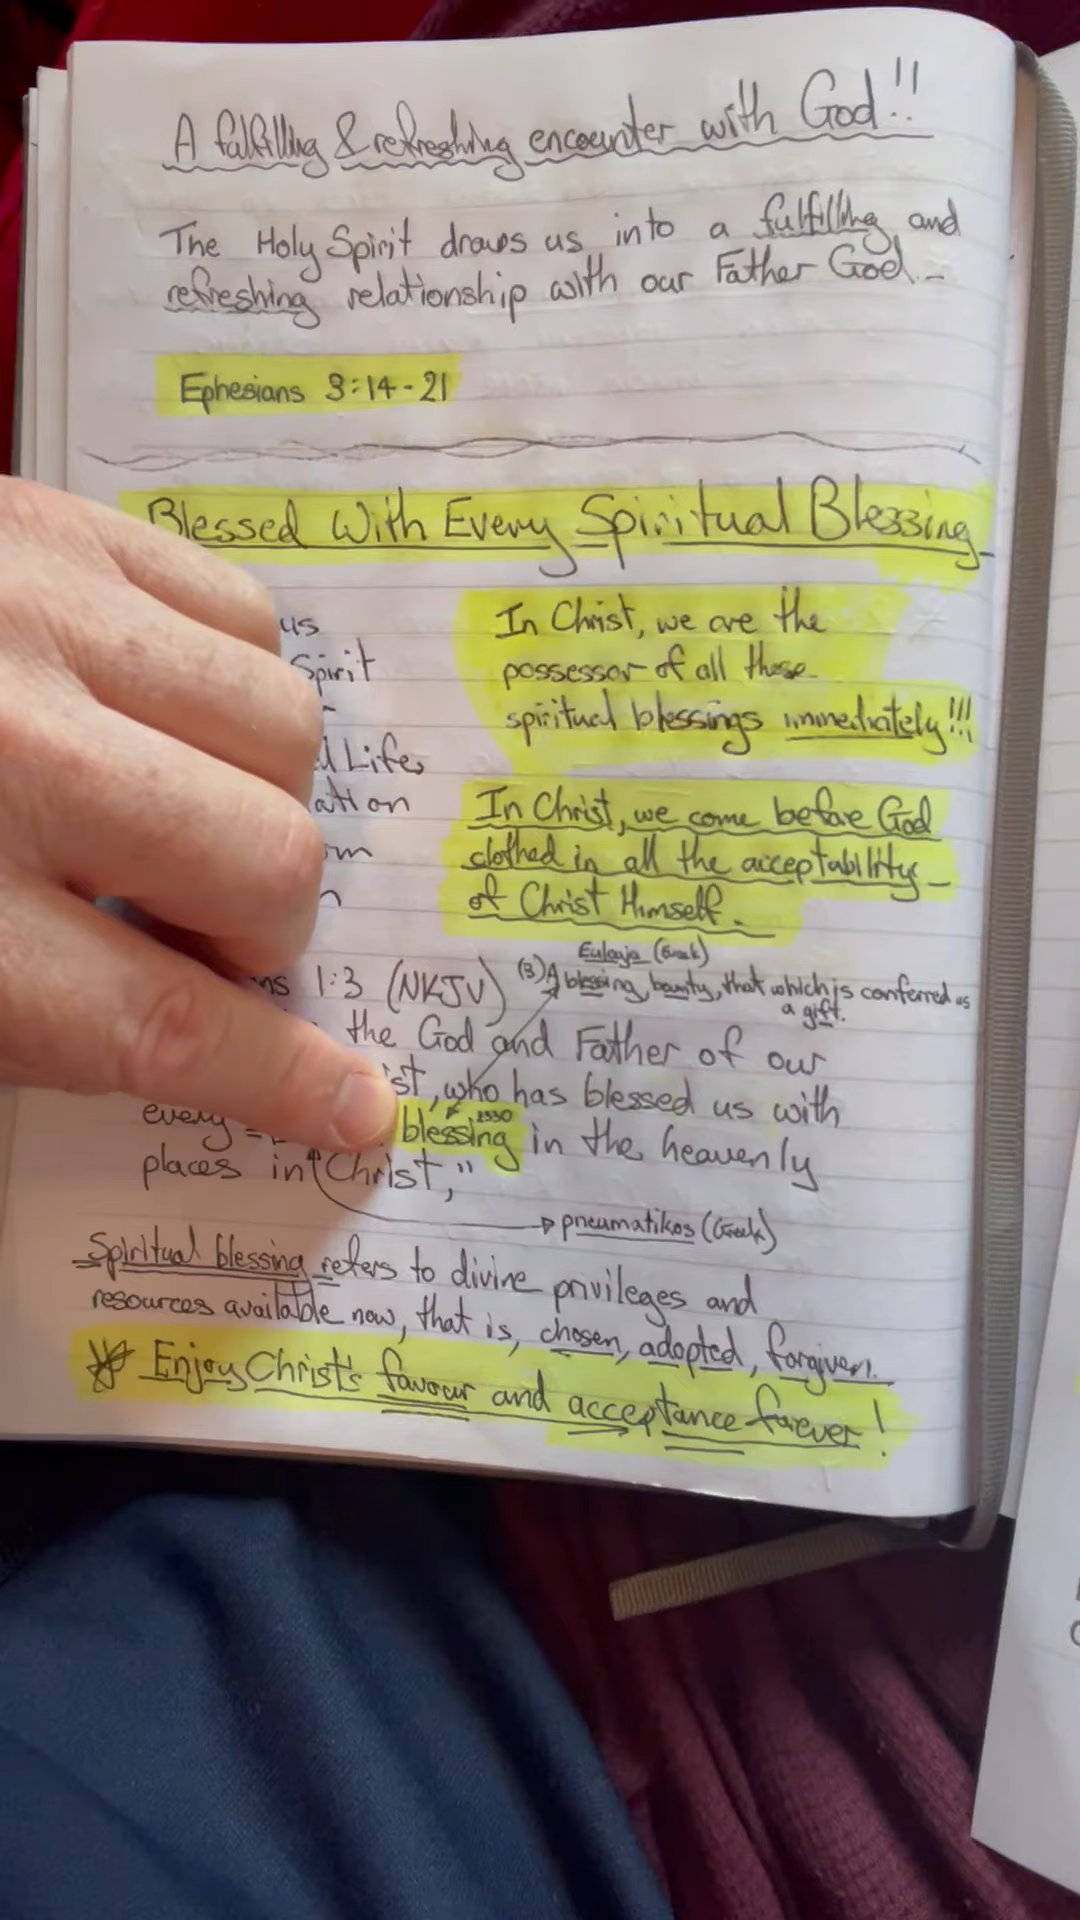 A fulfilling & refreshing encounter with God!!
The Holy Spirit draws us into a fulfilling and
refreshing relationship with our Father God.
Ephesians 3:14-21
Blessed With Every Spiritual Blessing
us
Spirit
Life
In Christ, we are the
possessor of all these
spiritual blessings immediately!!!
In Christ, we come before God
clothed in all the acceptability
of Christ Himself.
Eulogia (Greek)
(3) A blessing, bounty, that which is conferred as
a gift.
1:3 (NKJV)
the God and Father of our
who has blessed us with
every blessing in the heavenly
places in Christ,"
pneumatikos (Greek)
Spiritual blessing refers to divine privileges and
resources available now, that is, chosen, adopted, forgiven.
Enjoy Christ's favour and acceptance forever!